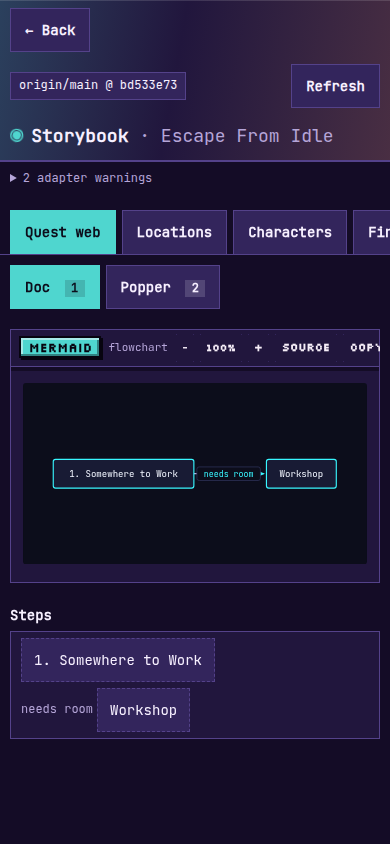 ← Back
origin/main @ bd533e73
Refresh
Storybook · Escape From Idle
2 adapter warnings
Quest web Locations Characters
Doc 1 Popper 2
MERMAID flowchart - 100% + SOURCE
1. Somewhere to Work needs room Workshop
Steps
1. Somewhere to Work
needs room Workshop